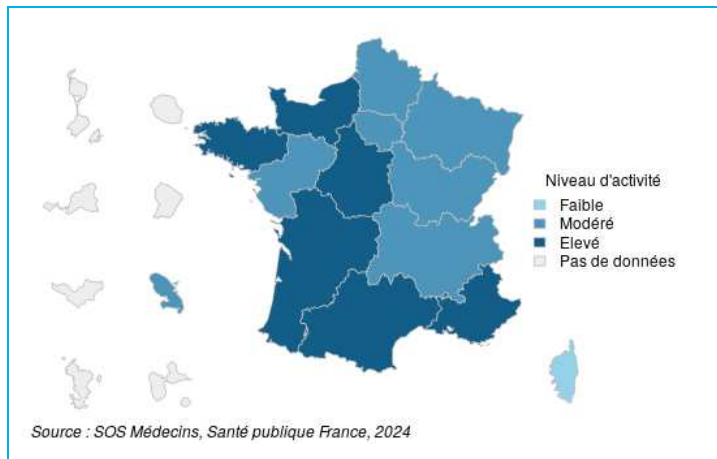 Niveau d'activité
Faible
Modéré
Elevé
Pas de données
Source : SOS Médecins, Santé publique France, 2024